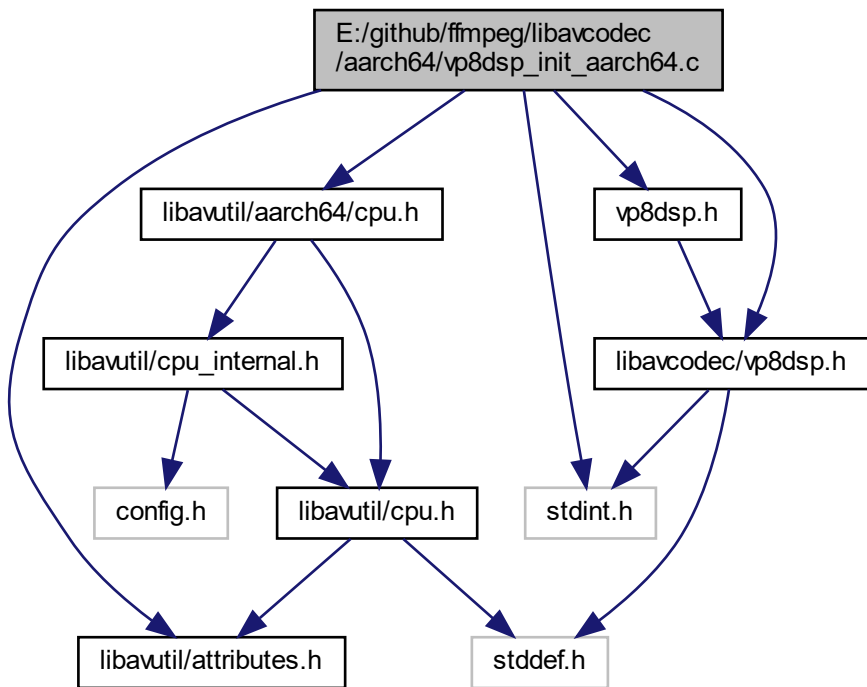 E:/github/ffmpeg/libavcodec
/aarch64/vp8dsp_init_aarch64.c
libavutil/aarch64/cpu.h
vp8dsp.h
libavutil/cpu_internal.h
libavcodec/vp8dsp.h
config.h
libavutil/cpu.h
stdint.h
libavutil/attributes.h
stddef.h